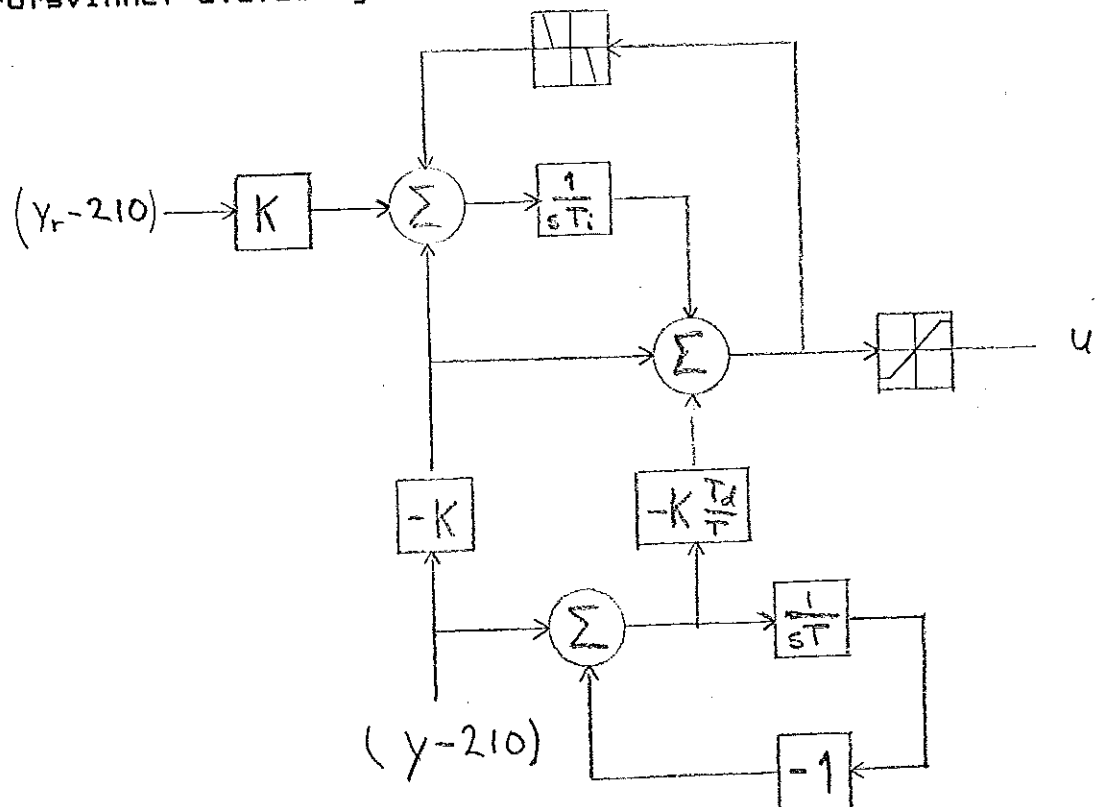 (yr-210)
K
Σ
1/sTi
Σ
u
-K
-K Td/T
Σ
1/sT
(y-210)
-1